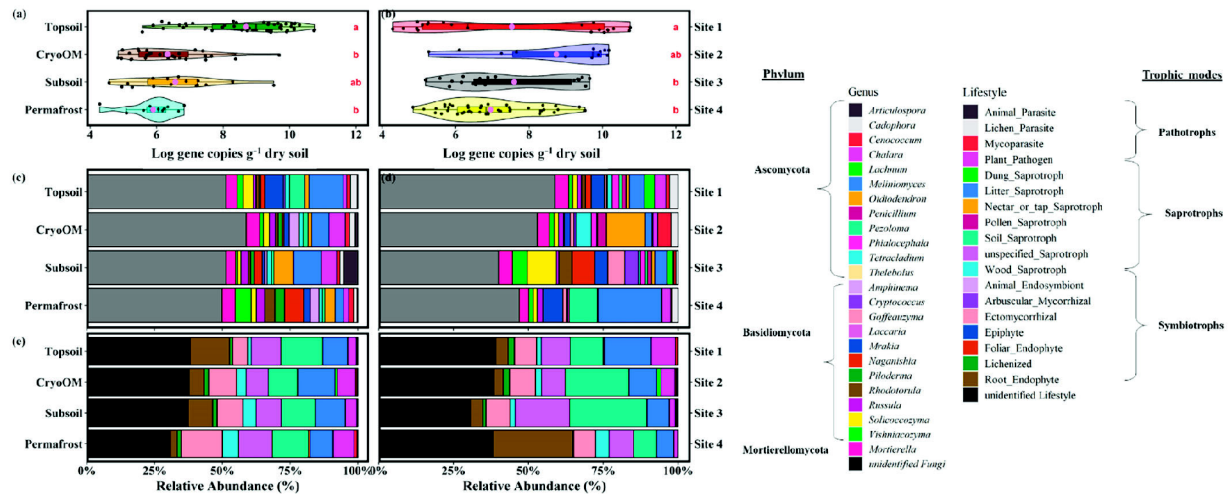 (a)
Topsoil
a
CryoOM
b
Subsoil
ab
Permafrost
b
4 6 8 10 12
Log gene copies g⁻¹ dry soil
(b)
a
Site 1
ab
Site 2
b
Site 3
b
Site 4
4 6 8 10 12
Log gene copies g⁻¹ dry soil
(c)
Topsoil
CryoOM
Subsoil
Permafrost
(d)
Site 1
Site 2
Site 3
Site 4
(e)
Topsoil
CryoOM
Subsoil
Permafrost
0% 25% 50% 75% 100%
Relative Abundance (%)
Site 1
Site 2
Site 3
Site 4
0% 25% 50% 75% 100%
Relative Abundance (%)
Phylum
Ascomycota
Basidiomycota
Mortierellomycota
Genus
Articulospora
Cadophora
Cenococcum
Chalara
Lachnum
Meliniomyces
Oidiodendron
Penicillium
Pezoloma
Phialocephala
Tetracladium
Thelebolus
Amphinema
Cryptococcus
Goffeauzyma
Laccaria
Mrakia
Naganishia
Piloderma
Rhodotorula
Russula
Solicoccozyma
Vishniacozyma
Mortierella
unidentified Fungi
Lifestyle
Animal_Parasite
Lichen_Parasite
Mycoparasite
Plant_Pathogen
Dung_Saprotroph
Litter_Saprotroph
Nectar_or_tap_Saprotroph
Pollen_Saprotroph
Soil_Saprotroph
unspecified_Saprotroph
Wood_Saprotroph
Animal_Endosymbiont
Arbuscular_Mycorrhizal
Ectomycorrhizal
Epiphyte
Foliar_Endophyte
Lichenized
Root_Endophyte
unidentified Lifestyle
Trophic modes
Pathotrophs
Saprotrophs
Symbiotrophs